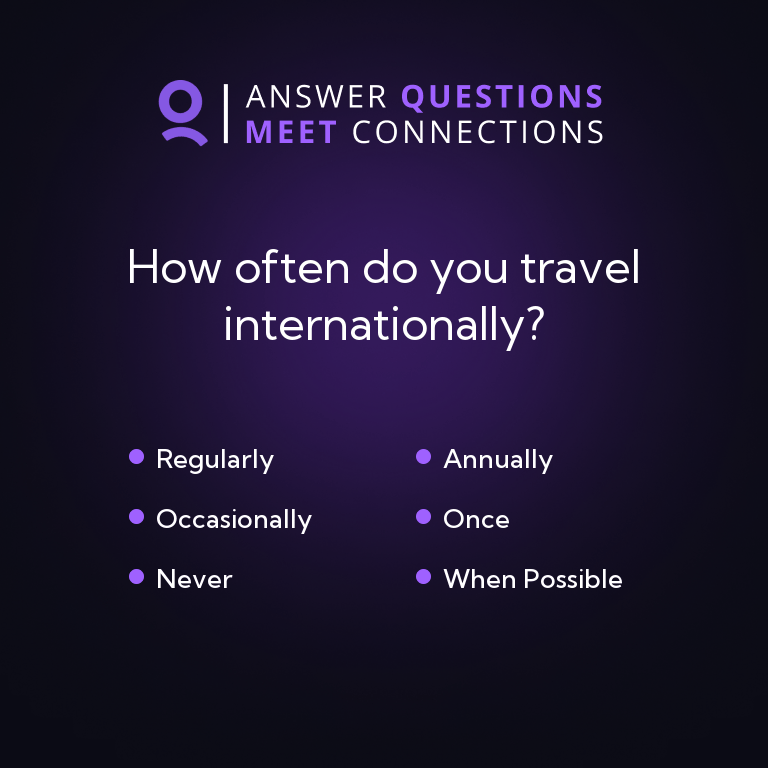 ANSWER QUESTIONS
MEET CONNECTIONS
How often do you travel
internationally?
Regularly
Annually
Occasionally
Once
Never
When Possible